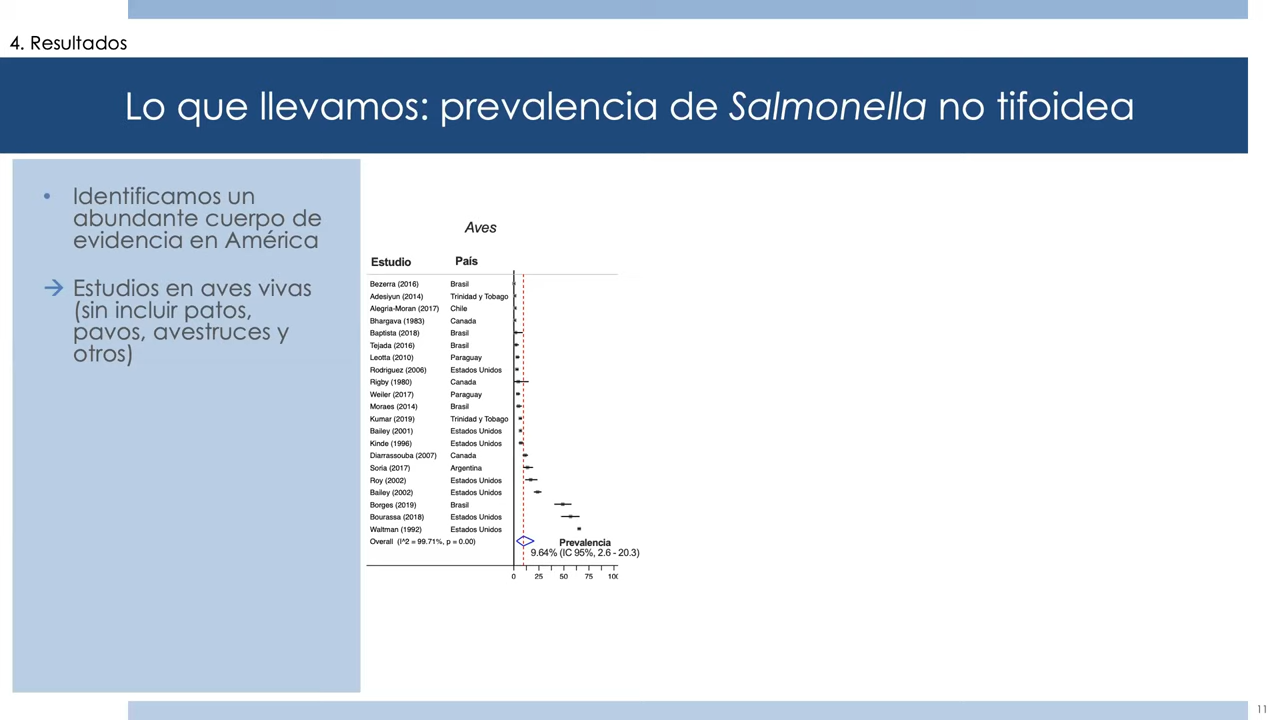 4. Resultados
Lo que llevamos: prevalencia de Salmonella no tifoidea
• Identificamos un
abundante cuerpo de
evidencia en América
→ Estudios en aves vivas
(sin incluir patos,
pavos, avestruces y
otros)
Aves
Estudio País
Bezerra (2016) Brasil
Adesiyun (2014) Trinidad y Tobago
Alegria-Moran (2017) Chile
Bhargava (1983) Canada
Baptista (2018) Brasil
Tejada (2016) Brasil
Leotta (2010) Paraguay
Rodriguez (2006) Estados Unidos
Rigby (1980) Canada
Weiler (2017) Paraguay
Moraes (2014) Brasil
Kumar (2019) Trinidad y Tobago
Bailey (2001) Estados Unidos
Kinde (1996) Estados Unidos
Diarrassouba (2007) Canada
Soria (2017) Argentina
Roy (2002) Estados Unidos
Bailey (2002) Estados Unidos
Borges (2019) Brasil
Bourassa (2018) Estados Unidos
Waltman (1992) Estados Unidos
Overall (I^2 = 99.71%, p = 0.00)
Prevalencia
9.64% (IC 95%, 2.6 - 20.3)
0 25 50 75 100
11